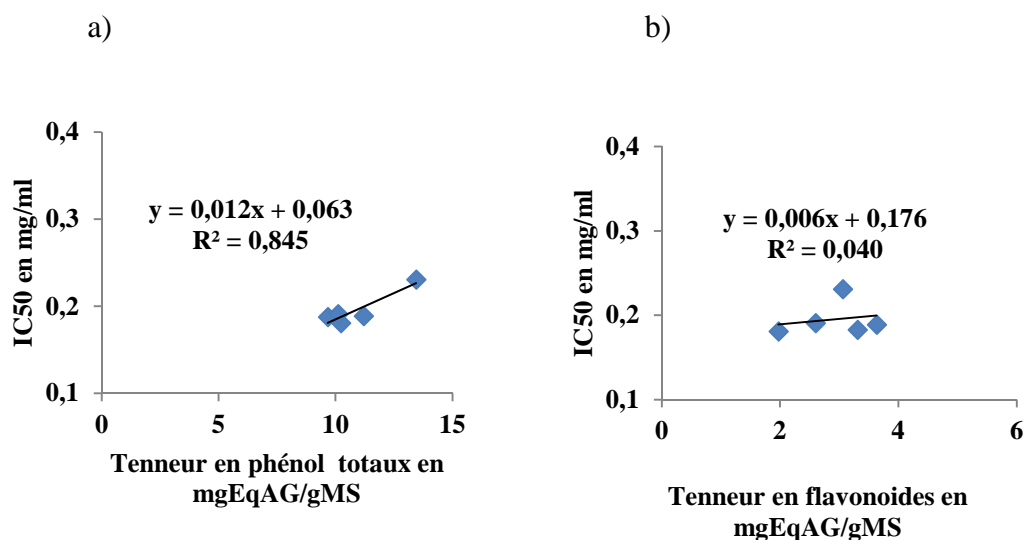 a)
0,4
0,3
0,2
0,1
IC50 en mg/ml
y = 0,012x + 0,063
R² = 0,845
0 5 10 15
Tenneur en phénol totaux en
mgEqAG/gMS
b)
0,4
0,3
0,2
0,1
IC50 en mg/ml
y = 0,006x + 0,176
R² = 0,040
0 2 4 6
Tenneur en flavonoides en
mgEqAG/gMS